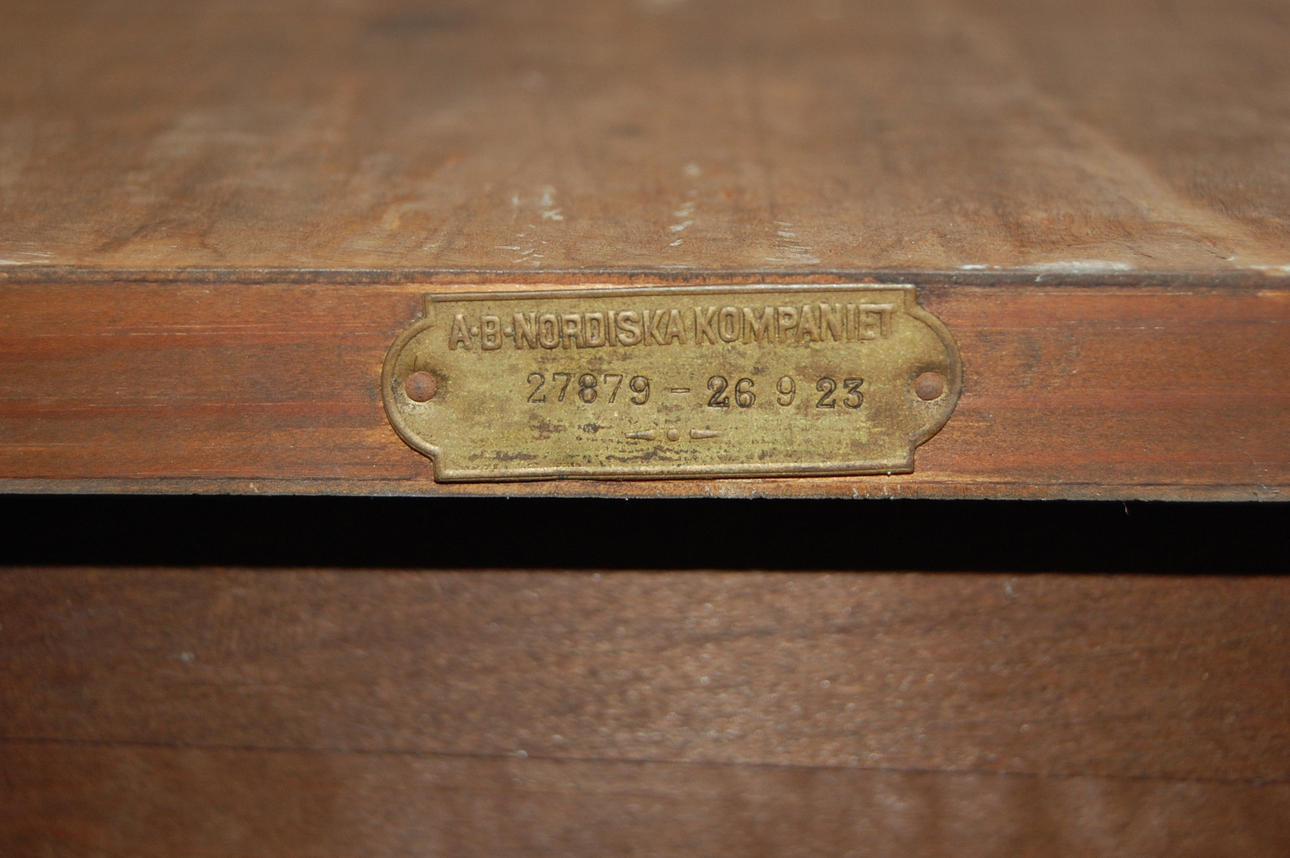 A·B·NORDISKA KOMPANIET
27879 - 26 9 23